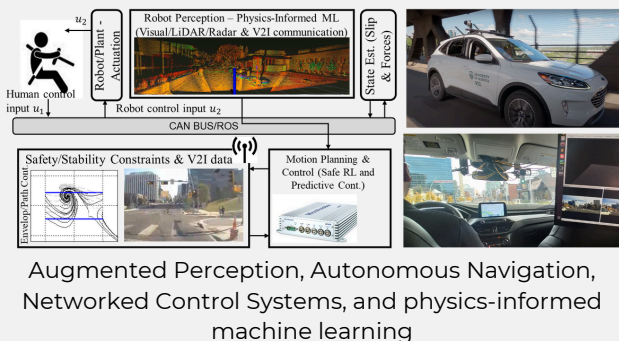 u₂
Robot/Plant -
Actuation
Robot Perception – Physics-Informed ML
(Visual/LiDAR/Radar & V2I communication)
State Est. (Slip
& Forces)
Human control
input u₁
Robot control input u₂
CAN BUS/ROS
Safety/Stability Constraints & V2I data
Envelop/Path Cont.
Motion Planning &
Control (Safe RL and
Predictive Cont.)
Augmented Perception, Autonomous Navigation,
Networked Control Systems, and physics-informed
machine learning